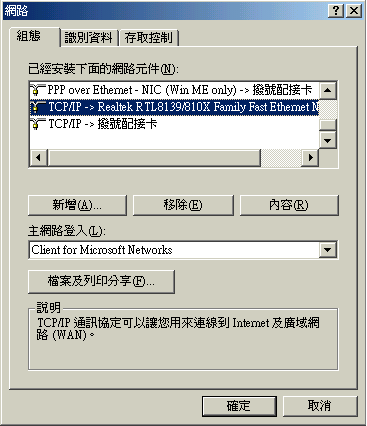 網路
組態 識別資料 存取控制
已經安裝下面的網路元件(N):
PPP over Ethernet - NIC (Win ME only) -> 撥號配接卡
TCP/IP -> Realtek RTL8139/810X Family Fast Ethernet N
TCP/IP -> 撥號配接卡
新增(A)... 移除(E) 內容(R)
主網路登入(L):
Client for Microsoft Networks
檔案及列印分享(F)...
說明
TCP/IP 通訊協定可以讓您用來連線到 Internet 及廣域網
路 (WAN)。
確定 取消